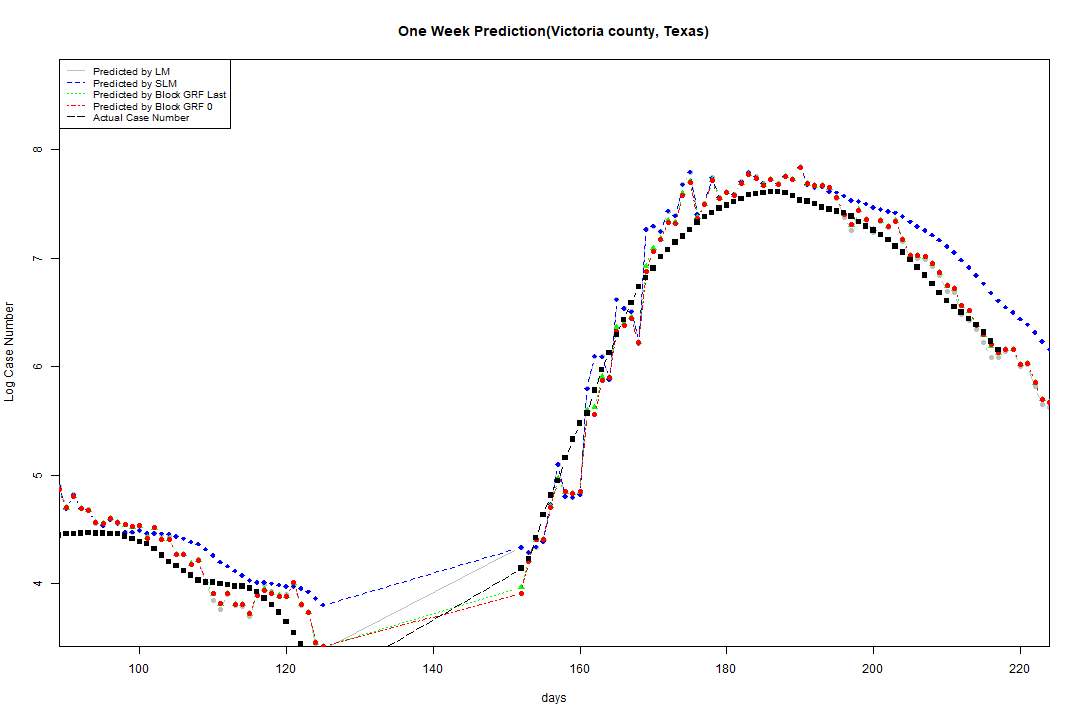 One Week Prediction(Victoria county, Texas)
Predicted by LM
Predicted by SLM
Predicted by Block GRF Last
Predicted by Block GRF 0
Actual Case Number
8
7
6
5
4
Log Case Number
100 120 140 160 180 200 220
days